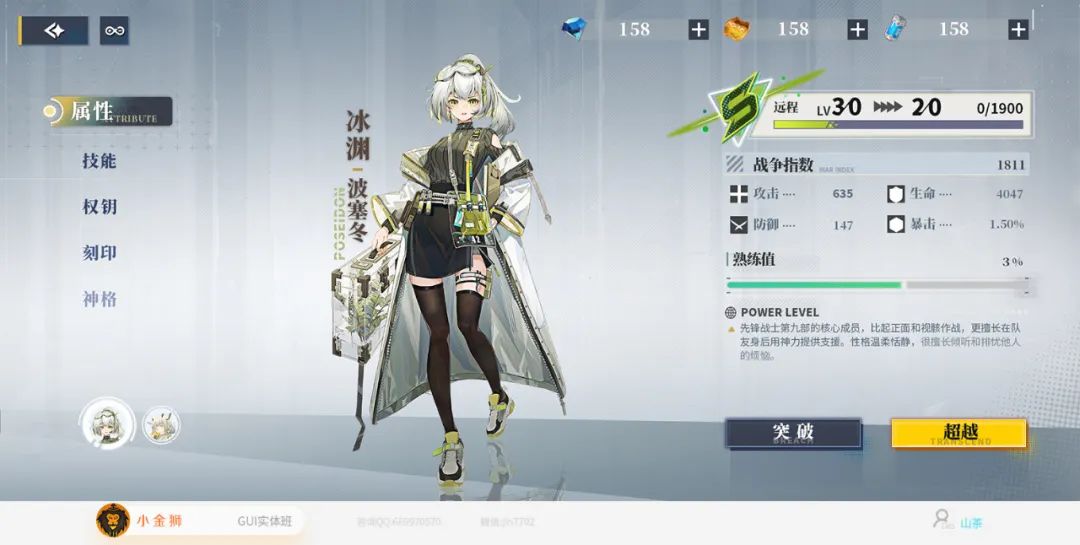 158
158
158
属性
TRIBUTE
技能
权钥
刻印
神格
冰渊-波塞冬
POSEIDON
远程
LV30
20
0/1900
战争指数
WAR INDEX
1811
攻击····
635
生命····
4047
防御····
147
暴击····
1.50%
熟练值
3%
POWER LEVEL
先锋战士第九部的核心成员，比起正面和视骸作战，更擅长在队
友身后用神力提供支援。性格温柔恬静，很擅长倾听和排忧他人
的烦恼。
突破
BREACH
超越
TRANSCEND
小金狮
GUI实体班
山茶